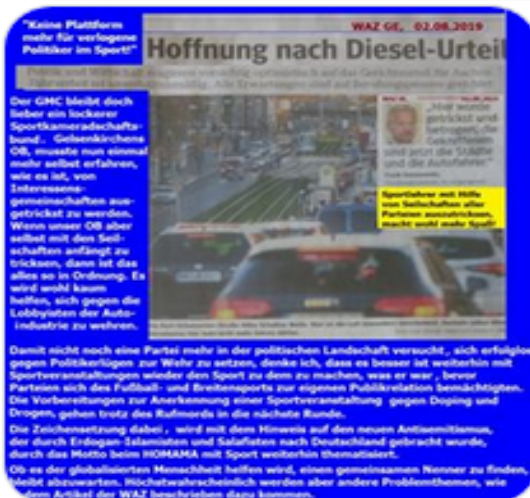 "Keine Plattform
mehr für verlogene
Politiker im Sport!"
WAZ GE, 02.08.2019
Hoffnung nach Diesel-Urteil
Der GMC bleibt doch
lieber ein lockerer
Sportkameradschafts-
bund. Gelsenkirchens
OB, musste nun einmal
mehr selbst erfahren,
wie es ist, von
Interessens-
gemeinschaften aus-
getrickst zu werden.
Wenn unser OB aber
selbst mit den Seil-
schaften anfängt zu
tricksen, dann ist das
alles so in Ordnung. Es
wird wohl kaum
helfen, sich gegen die
Lobbyisten der Auto-
industrie zu wehren.
„Hier wurde
getrickst und
betrogen, die
sind jetzt die Städte
und die Autofahrer"
Sportlehrer mit Hilfe
von Seilschaften aller
Parteien auszutricksen,
macht wohl mehr Spaß!
Damit nicht noch eine Partei mehr in der politischen Landschaft versucht, sich erfolglos
gegen Politikerlügen zur Wehr zu setzen, denke ich, dass es besser ist weiterhin mit
Sportveranstaltungen wieder den Sport zu dem zu machen, was er war, bevor
Parteien sich des Fußball- und Breitensports zur eigenen Publikrelation bemächtigten.
Die Vorbereitungen zur Anerkennung einer Sportveranstaltung gegen Doping und
Drogen, gehen trotz des Rufmords in die nächste Runde.
Die Zeichensetzung dabei, wird mit dem Hinweis auf den neuen Antisemitismus,
der durch Erdogan-Islamisten und Salafisten nach Deutschland gebracht wurde,
durch das Motto beim HOMAMA mit Sport weiterhin thematisiert.
Ob es der globalisierten Menschheit helfen wird, einen gemeinsamen Nenner zu finden,
bleibt abzuwarten. Höchstwahrscheinlich werden aber andere Problemthemen, wie
dem Artikel der WAZ beschrieben dazu kommen.